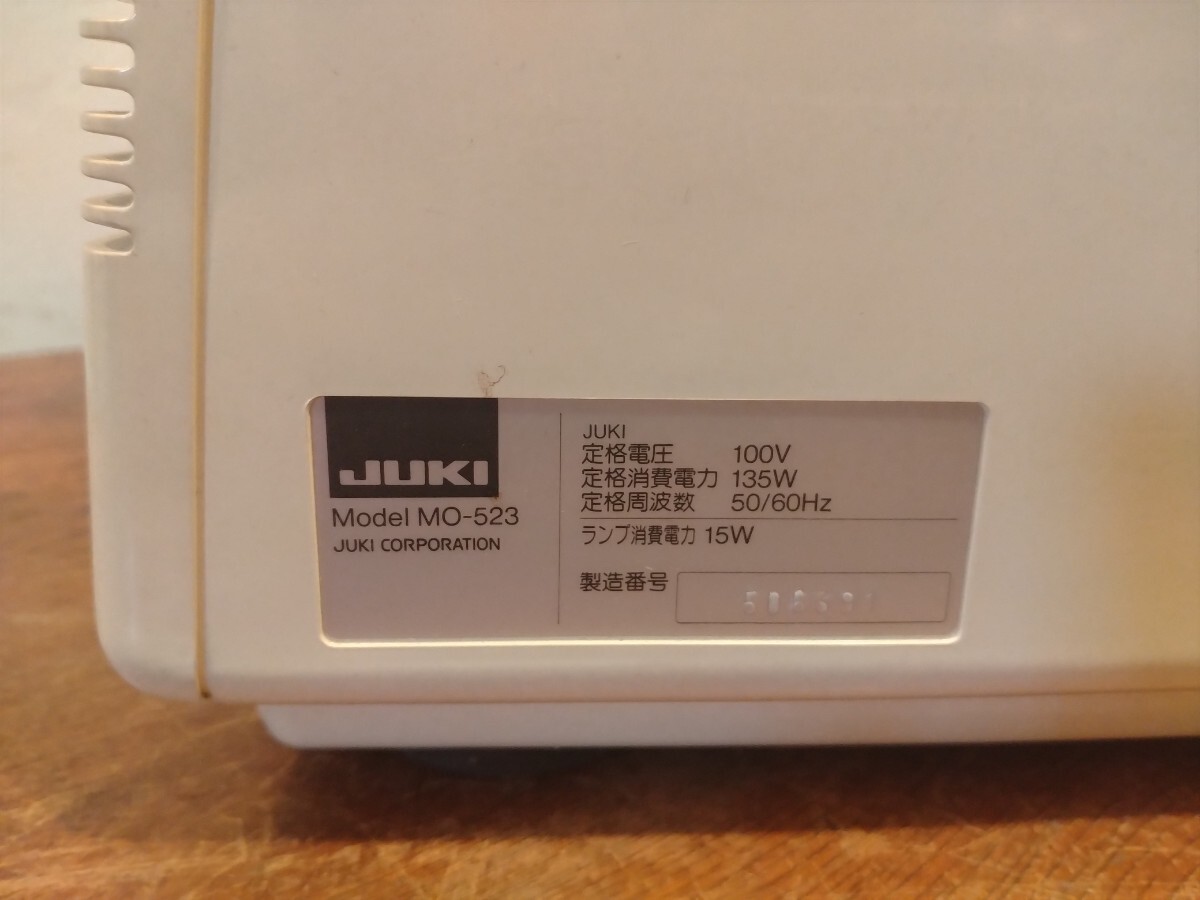 JUKI
Model MO-523
JUKI CORPORATION
JUKI
定格電圧 100V
定格消費電力 135W
定格周波数 50/60Hz
ランプ消費電力 15W
製造番号